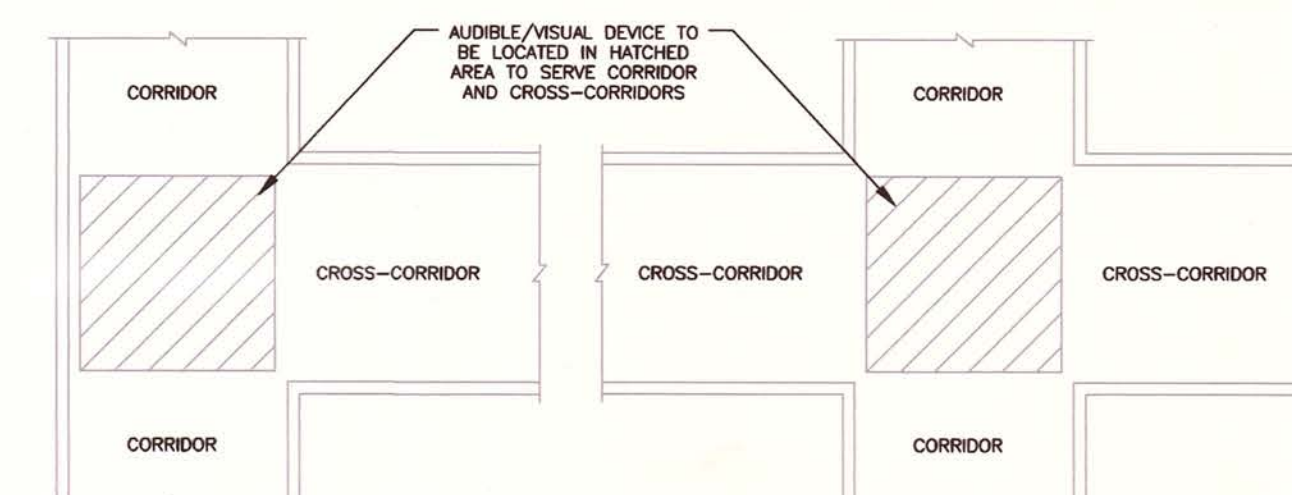 AUDIBLE/VISUAL DEVICE TO
BE LOCATED IN HATCHED
AREA TO SERVE CORRIDOR
AND CROSS-CORRIDORS
CORRIDOR
CORRIDOR
CROSS-CORRIDOR
CROSS-CORRIDOR
CROSS-CORRIDOR
CORRIDOR
CORRIDOR